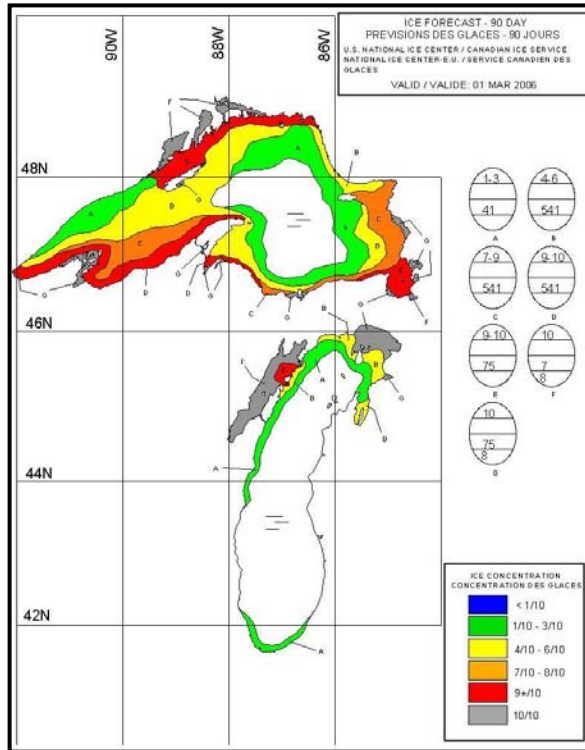 ICE FORECAST - 90 DAY
PREVISIONS DES GLACES - 90 JOURS
U.S. NATIONAL ICE CENTER / CANADIAN ICE SERVICE
NATIONAL ICE CENTER-E.U. / SERVICE CANADIEN DES
GLACES
VALID / VALIDE: 01 MAR 2006
90W
88W
86W
48N
46N
44N
42N
1-3
41
A
4-6
541
B
7-9
541
C
9-10
541
D
9-10
75
E
10
7
8
F
10
75
8
G
ICE CONCENTRATION
CONCENTRATION DES GLACES
< 1/10
1/10 - 3/10
4/10 - 6/10
7/10 - 8/10
9+/10
10/10